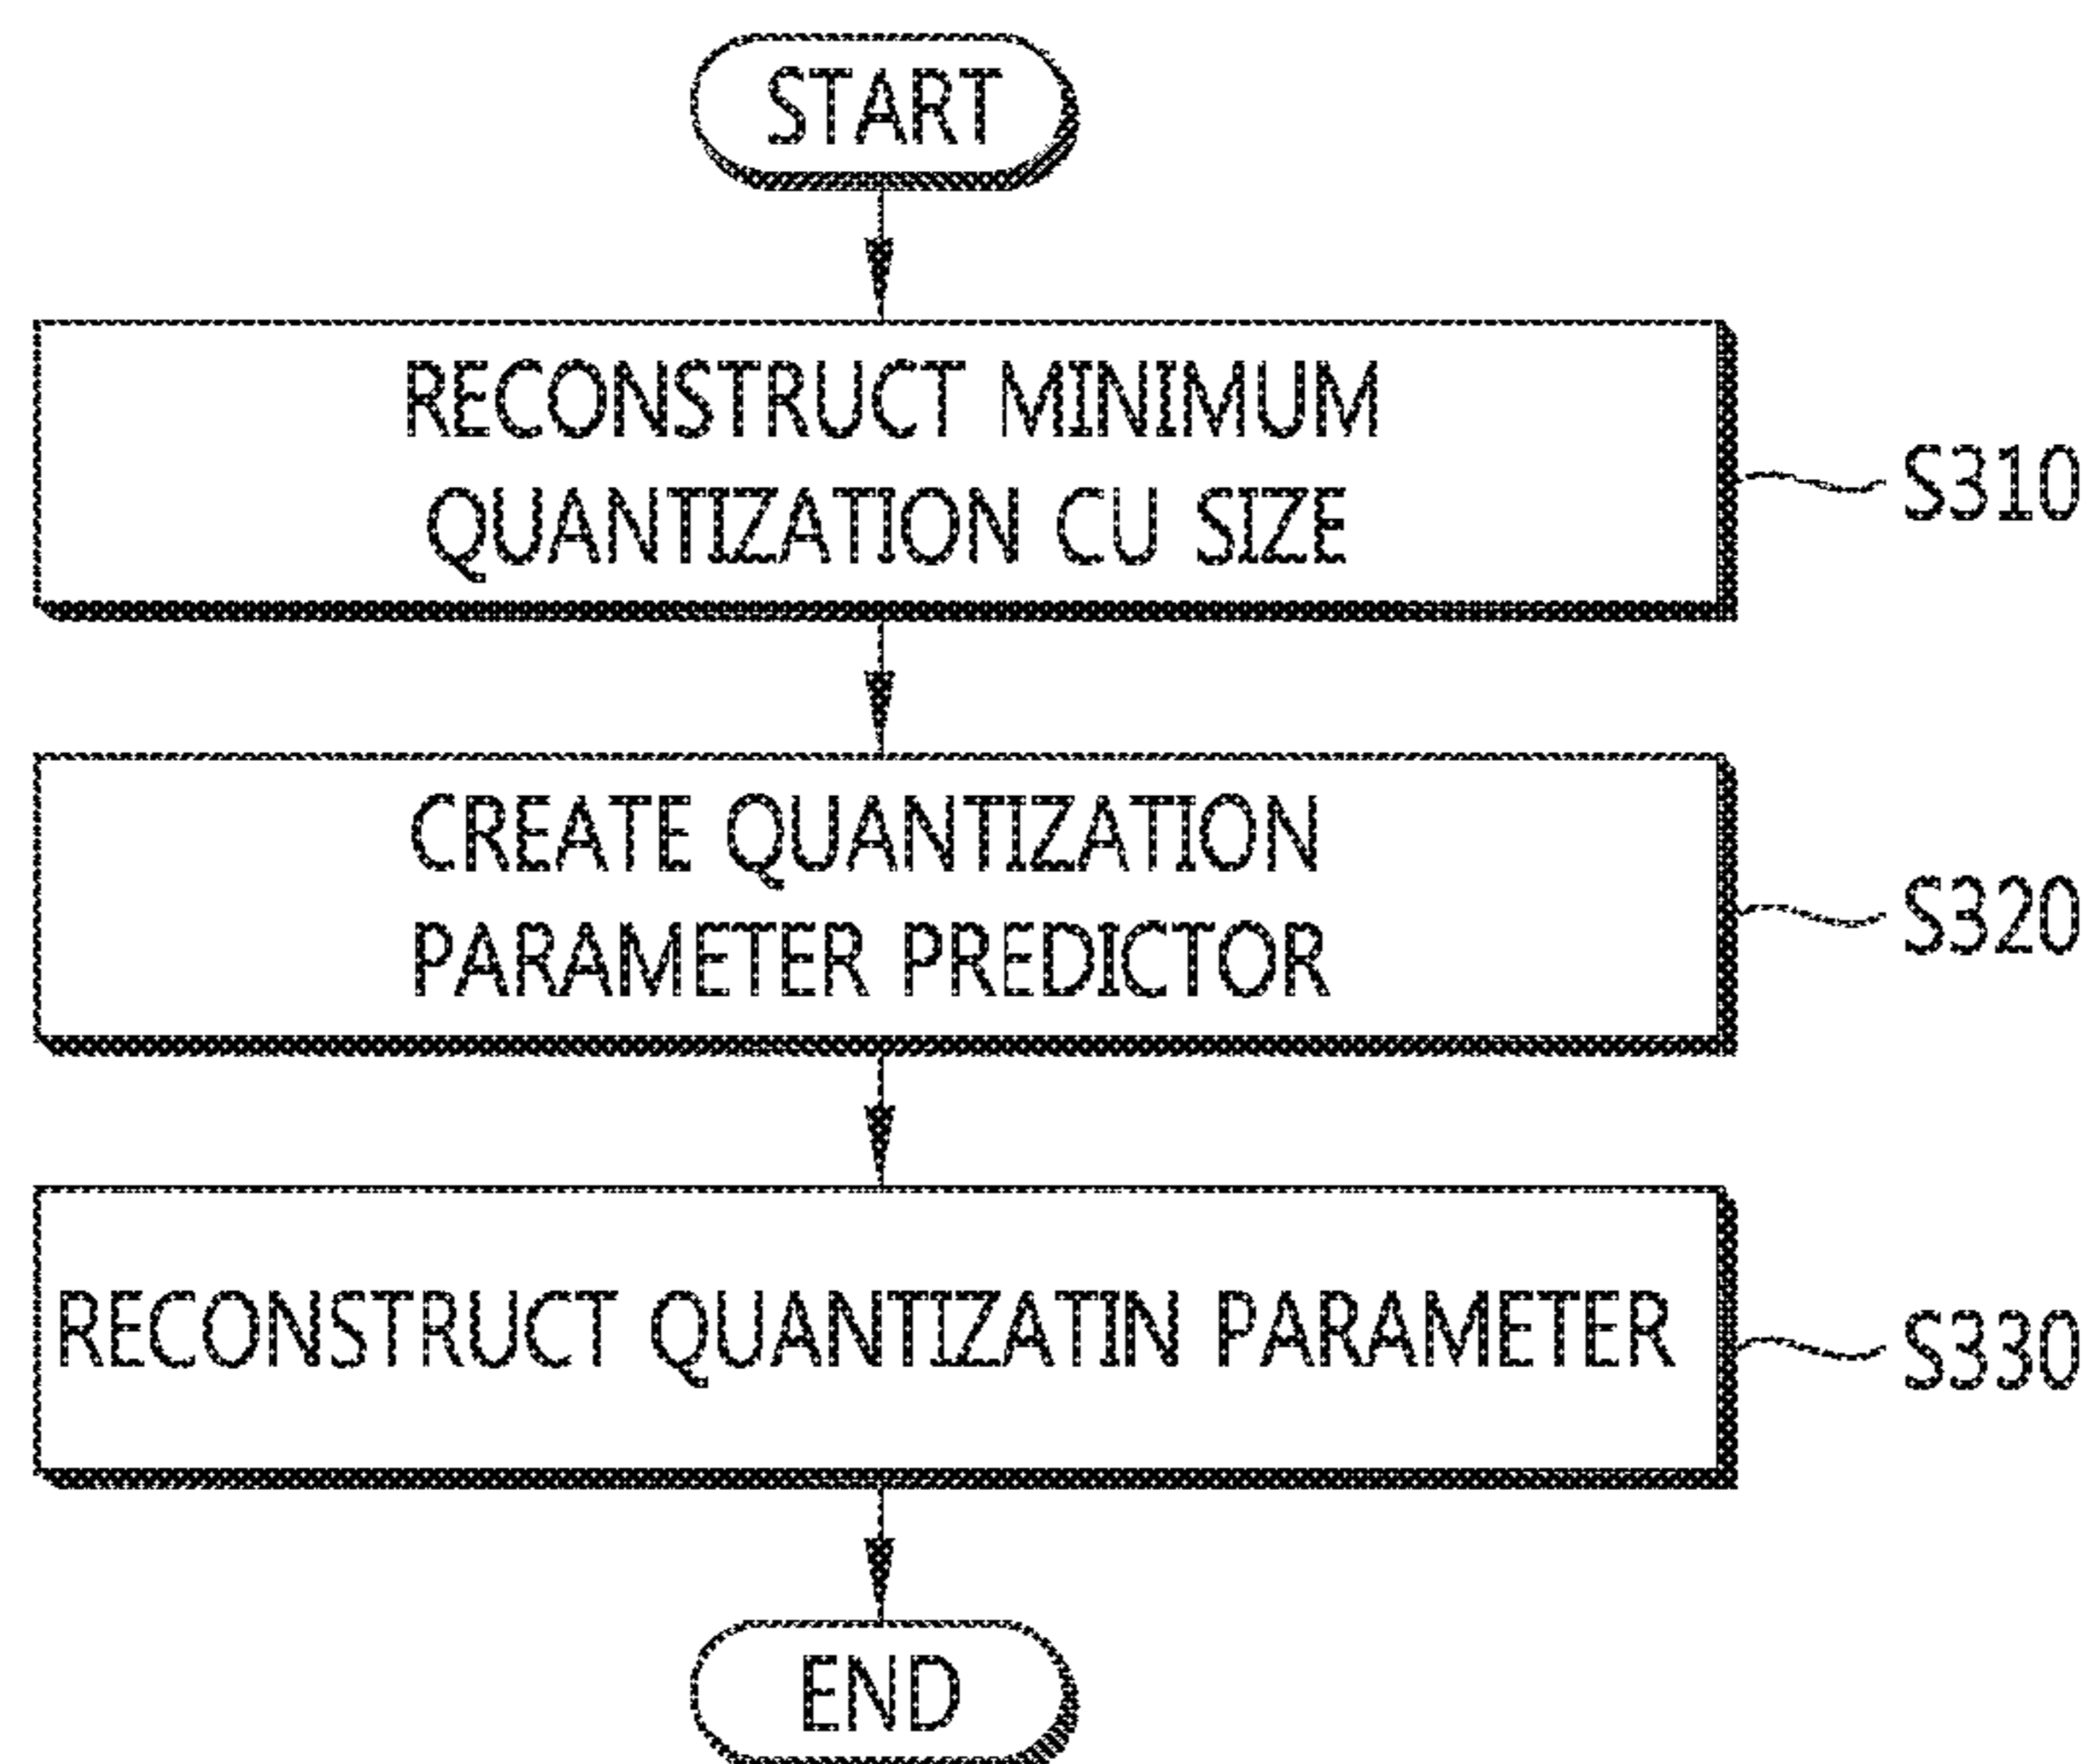 START
RECONSTRUCT MINIMUM
QUANTIZATION CU SIZE
S310
CREATE QUANTIZATION
PARAMETER PREDICTOR
S320
RECONSTRUCT QUANTIZATIN PARAMETER
S330
END